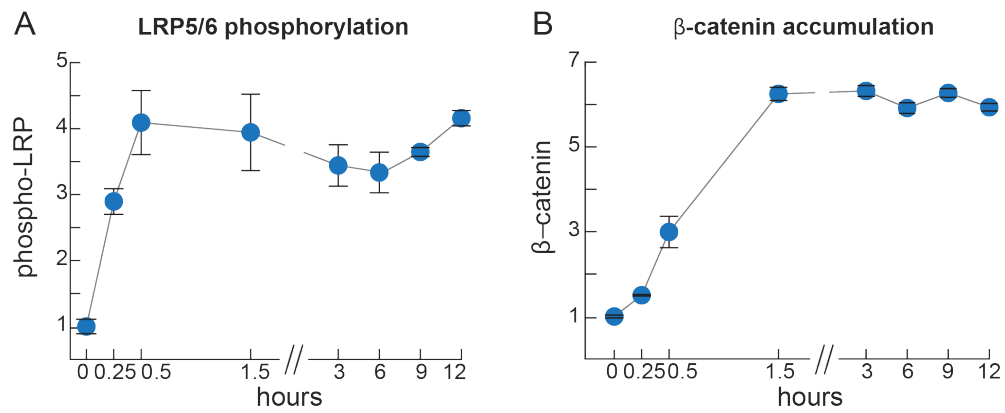 A
LRP5/6 phosphorylation
5
4
3
2
1
phospho-LRP
0 0.25 0.5 1.5 3 6 9 12
hours
B
β-catenin accumulation
7
5
3
1
β–catenin
0 0.25 0.5 1.5 3 6 9 12
hours